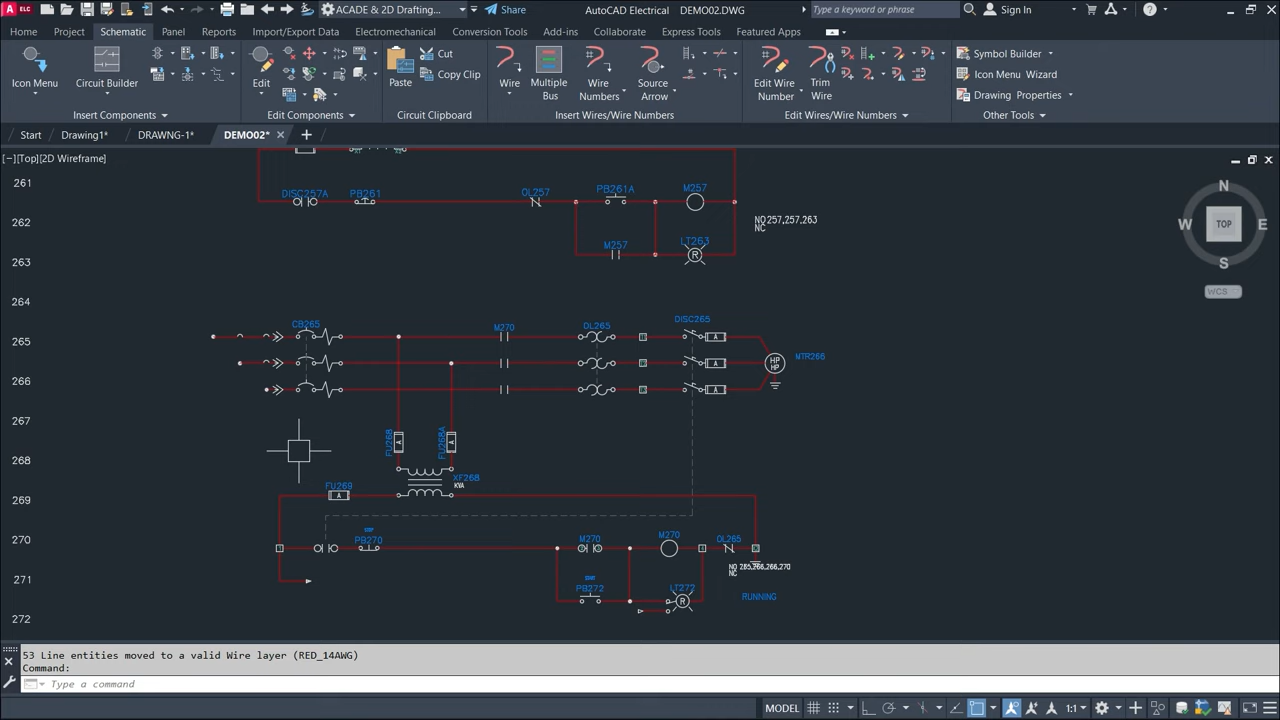 A ELC ACADE & 2D Drafting... Share AutoCAD Electrical DEMO02.DWG Type a keyword or phrase Sign In
Home Project Schematic Panel Reports Import/Export Data Electromechanical Conversion Tools Add-ins Collaborate Express Tools Featured Apps
Icon Menu Circuit Builder Edit Paste Cut Copy Clip Wire Multiple Bus Wire Numbers Source Arrow Edit Wire Number Trim Wire Symbol Builder
Icon Menu Wizard
Drawing Properties
Insert Components Edit Components Circuit Clipboard Insert Wires/Wire Numbers Edit Wires/Wire Numbers Other Tools
Start Drawing1* DRAWNG-1* DEMO02*
[−][Top][2D Wireframe]
261 DISC257A PB261 OL257 PB261A M257
262 NO 257,257,263
NC
263 M257 LT263 R
264
265 CB265 M270 OL265 DISC265 A
266 A HP HP MTR266
A
267
268 FU268 A FU268A A XF268
KVA
269 FU269 A
270 START PB270 M270 M270 OL265
NO 265,266,266,270
NC
271 START PB272 LT272 R RUNNING
272
N
W TOP E
S
WCS
53 Line entities moved to a valid Wire layer (RED_14AWG)
Command:
Type a command
MODEL 1:1